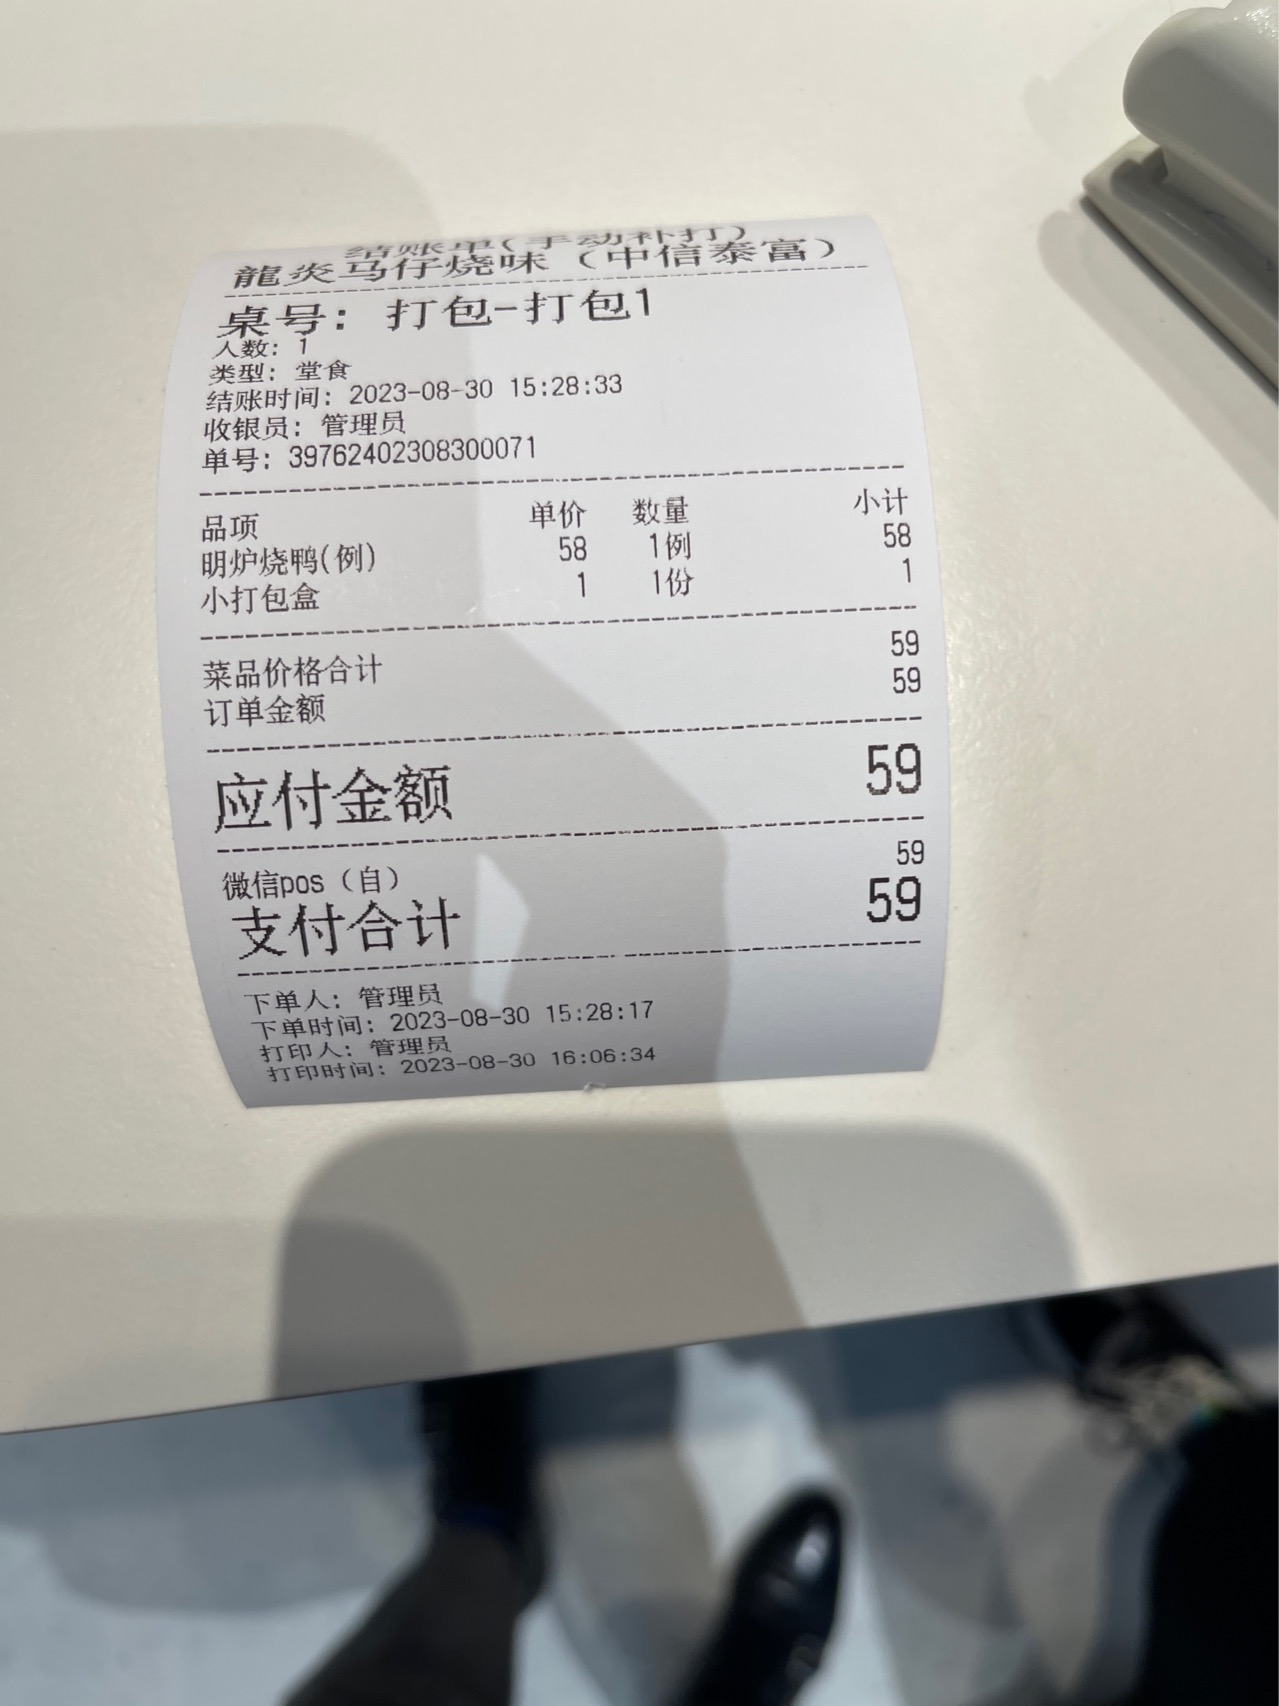 结账单(手动补打)
龍炎马仔烧味（中信泰富）
桌号：打包-打包1
人数：1
类型：堂食
结账时间：2023-08-30 15:28:33
收银员：管理员
单号：39762402308300071
品项 单价 数量 小计
明炉烧鸭(例) 58 1例 58
小打包盒 1 1份 1
菜品价格合计 59
订单金额 59
应付金额 59
微信pos（自） 59
支付合计 59
下单人：管理员
下单时间：2023-08-30 15:28:17
打印人：管理员
打印时间：2023-08-30 16:06:34